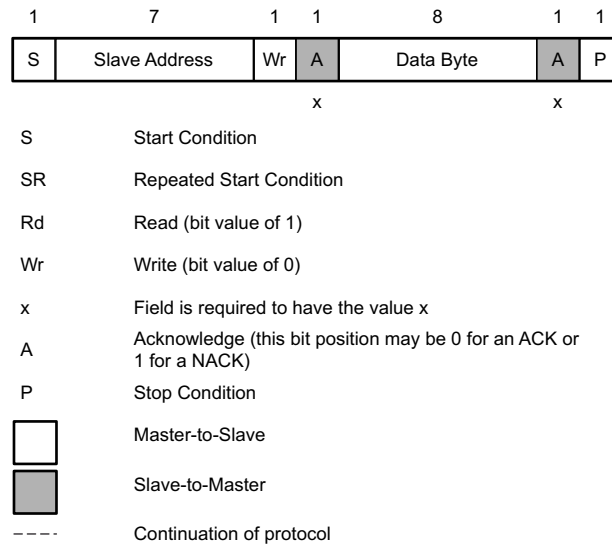 1 7 1 1 8 1 1
S Slave Address Wr A Data Byte A P
x x
S Start Condition
SR Repeated Start Condition
Rd Read (bit value of 1)
Wr Write (bit value of 0)
x Field is required to have the value x
A Acknowledge (this bit position may be 0 for an ACK or
1 for a NACK)
P Stop Condition
Master-to-Slave
Slave-to-Master
Continuation of protocol